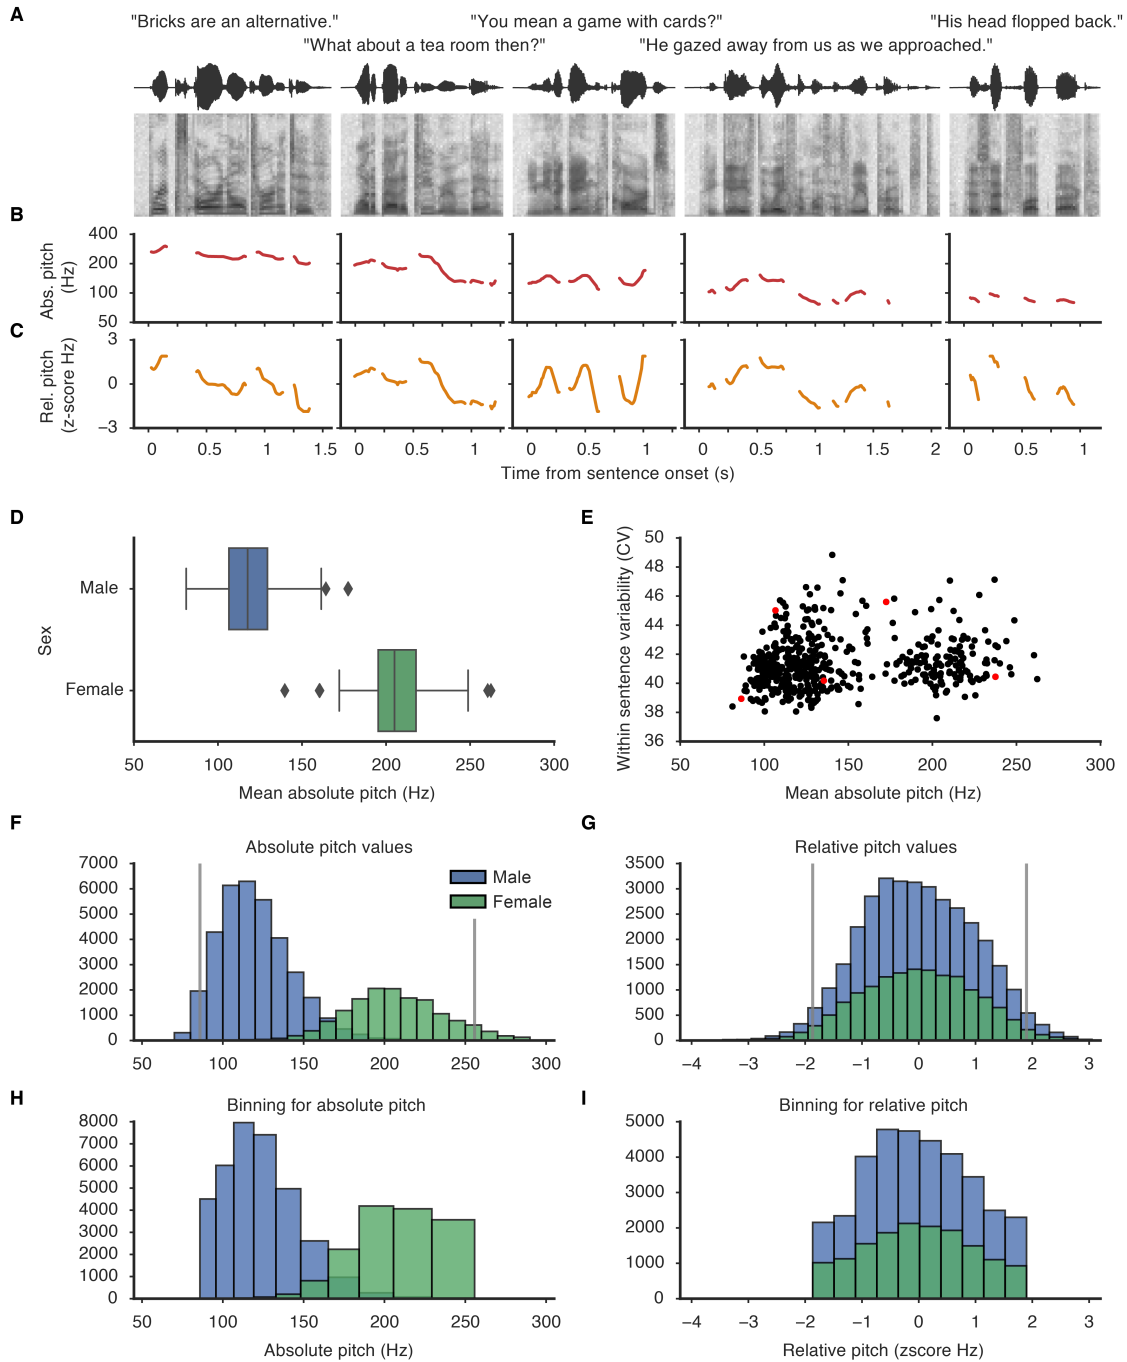 A
"Bricks are an alternative."
"You mean a game with cards?"
"His head flopped back."
"What about a tea room then?"
"He gazed away from us as we approached."
B
Abs. pitch
(Hz)
400
200
100
50
C
Rel. pitch
(z-score Hz)
3
0
−3
0 0.5 1 1.5
0 0.5 1
0 0.5 1
0 0.5 1 1.5 2
0 0.5 1
Time from sentence onset (s)
D
Sex
Male
Female
50 100 150 200 250 300
Mean absolute pitch (Hz)
E
Within sentence variability (CV)
50
48
46
44
42
40
38
36
50 100 150 200 250 300
Mean absolute pitch (Hz)
F
Absolute pitch values
7000
6000
5000
4000
3000
2000
1000
0
50 100 150 200 250 300
Male
Female
G
Relative pitch values
3500
3000
2500
2000
1500
1000
500
0
−4 −3 −2 −1 0 1 2 3
H
Binning for absolute pitch
8000
7000
6000
5000
4000
3000
2000
1000
0
50 100 150 200 250 300
Absolute pitch (Hz)
I
Binning for relative pitch
5000
4000
3000
2000
1000
0
−4 −3 −2 −1 0 1 2 3
Relative pitch (zscore Hz)